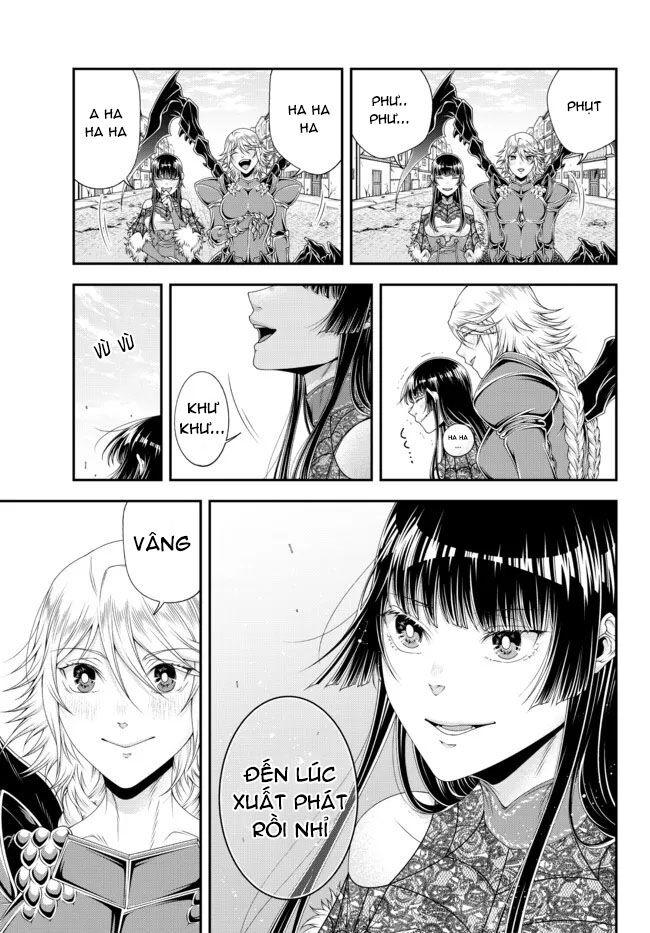 PHỤT
PHƯ..
PHƯ...
HA HA
HA
A HA
HA HA
HA HA
...
KHƯ
KHƯ...
VÙ VÙ
ĐẾN LÚC
XUẤT PHÁT
RỒI NHỈ
VÂNG